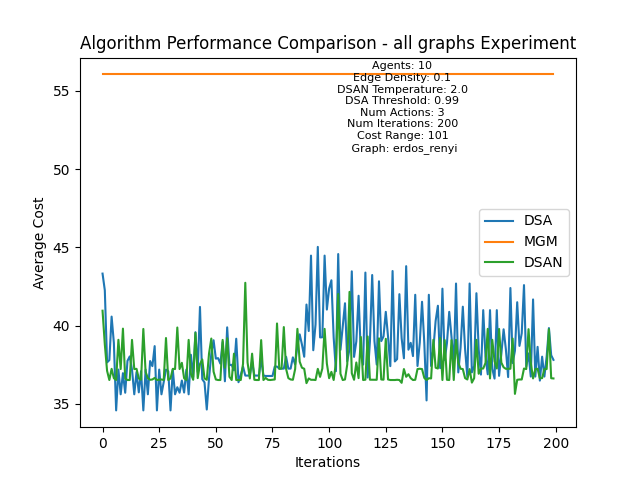 Algorithm Performance Comparison - all graphs Experiment
Agents: 10
Edge Density: 0.1
DSAN Temperature: 2.0
DSA Threshold: 0.99
Num Actions: 3
Num Iterations: 200
Cost Range: 101
Graph: erdos_renyi
55
50
45
40
35
Average Cost
DSA
MGM
DSAN
0
25
50
75
100
125
150
175
200
Iterations